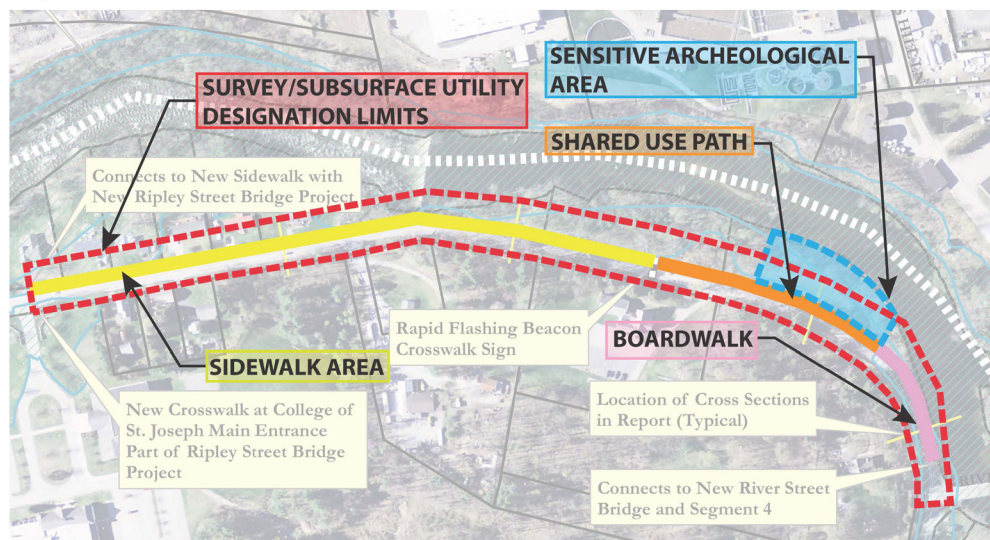 SENSITIVE ARCHEOLOGICAL
AREA
SURVEY/SUBSURFACE UTILITY
DESIGNATION LIMITS
SHARED USE PATH
Connects to New Sidewalk with
New Ripley Street Bridge Project
Rapid Flashing Beacon
Crosswalk Sign
BOARDWALK
SIDEWALK AREA
New Crosswalk at College of
St. Joseph Main Entrance
Part of Ripley Street Bridge
Project
Location of Cross Sections
in Report (Typical)
Connects to New River Street
Bridge and Segment 4